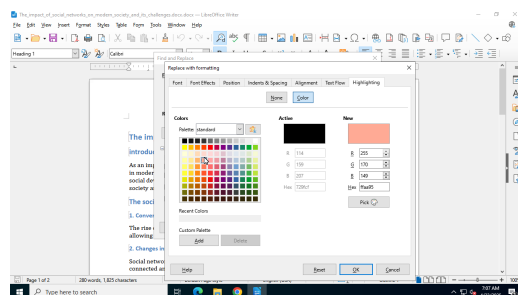 The_impact_of_social_networks_on_modern_society_and_its_challenges.docx.docx — LibreOffice Writer
File Edit View Insert Format Styles Table Form Tools Window Help
Heading 1
Calibri
Find and Replace
Replace with formatting
Font Font Effects Position Indents & Spacing Alignment Text Flow Highlighting
None Color
Colors Active New
Palette: standard
R 114 R 255
G 159 G 170
B 207 B 149
Hex 729fcf Hex ffaa95
Pick
Recent Colors
Custom Palette
Add Delete
Help Reset OK Cancel
The im
introduc
As an imp
in modern
social dev
society a
The soci
1. Conver
The rise o
allowing
2. Changes in
Social netwo
connected an
Page 1 of 2 280 words, 1,825 characters
Type here to search
7:07 AM